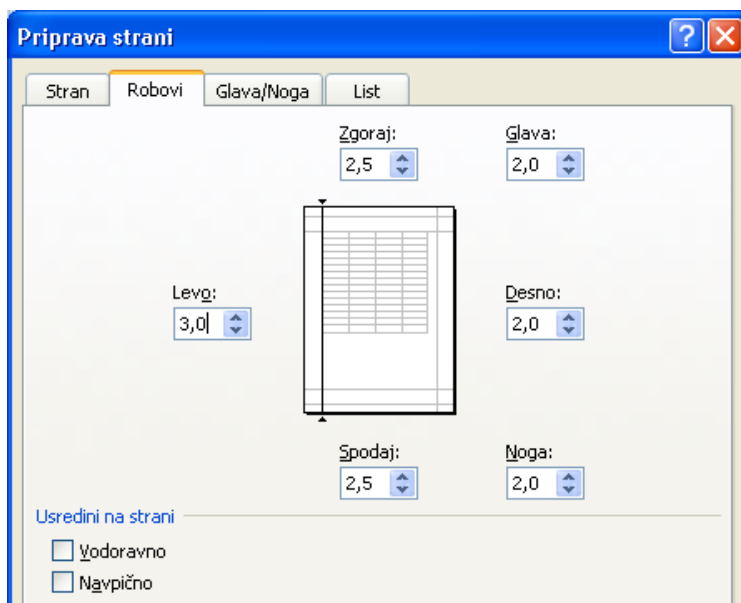 Priprava strani
Stran Robovi Glava/Noga List
Zgoraj: Glava:
2,5 2,0
Levo: Desno:
3,0 2,0
Spodaj: Noga:
2,5 2,0
Usredini na strani
Vodoravno
Navpično